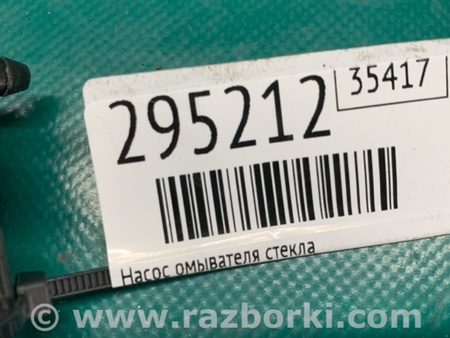 35417
295212
Насос омывателя стекла
www.razborki.com